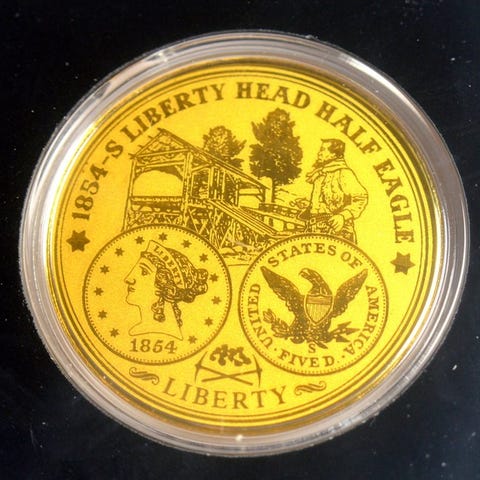 1854-S LIBERTY HEAD HALF EAGLE
LIBERTY
1854
UNITED STATES OF AMERICA
S
· FIVE D. ·
LIBERTY